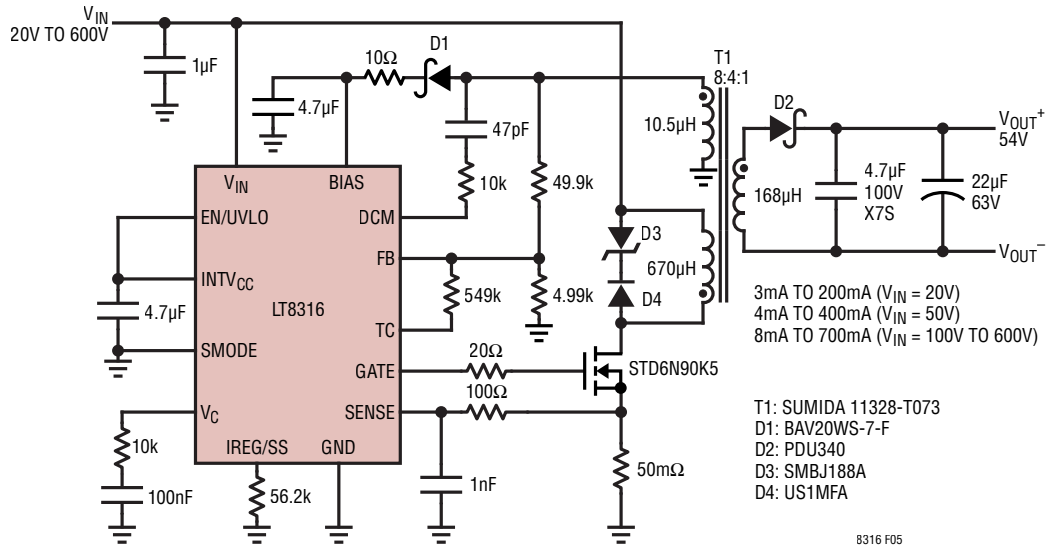 VIN
20V TO 600V
1µF
4.7µF
10Ω
D1
47pF
10k
49.9k
T1
8:4:1
10.5µH
D2
168µH
4.7µF
100V
X7S
22µF
63V
VOUT+
54V
VOUT–
VIN
BIAS
EN/UVLO
DCM
FB
INTVCC
LT8316
4.7µF
549k
4.99k
TC
SMODE
D3
670µH
D4
GATE
20Ω
STD6N90K5
SENSE
100Ω
VC
IREG/SS
GND
10k
100nF
56.2k
1nF
50mΩ
3mA TO 200mA (VIN = 20V)
4mA TO 400mA (VIN = 50V)
8mA TO 700mA (VIN = 100V TO 600V)
T1: SUMIDA 11328-T073
D1: BAV20WS-7-F
D2: PDU340
D3: SMBJ188A
D4: US1MFA
8316 F05